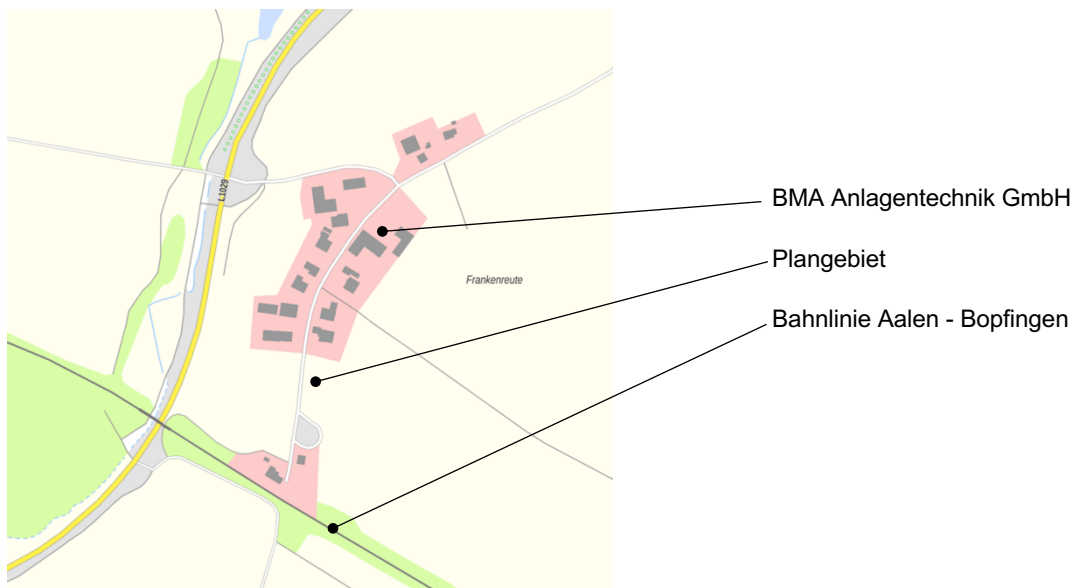 L1029
BMA Anlagentechnik GmbH
Plangebiet
Frankenreute
Bahnlinie Aalen - Bopfingen